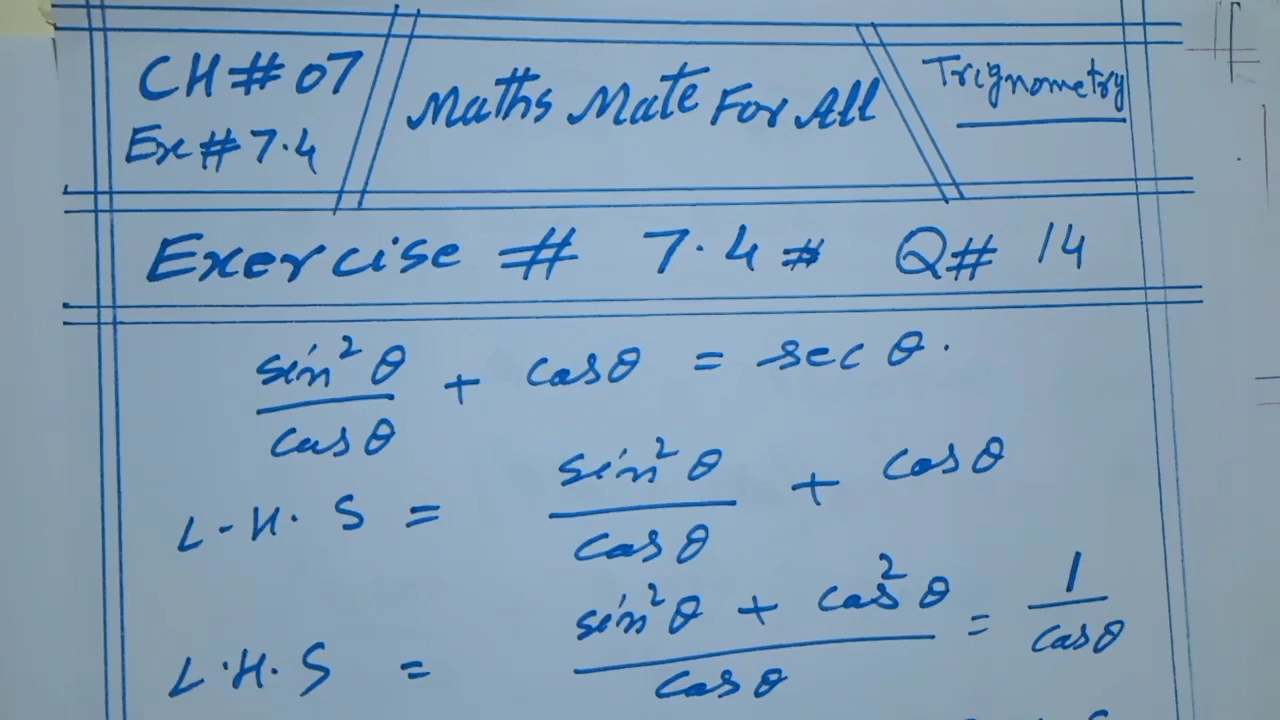 CH # 07
Ex # 7.4
Maths Mate For All
Trignometry
Exercise # 7.4 # Q# 14
sin²θ/cosθ + cosθ = sec θ.
L-H.S = sin²θ/cosθ + cosθ
L.H.S = sin²θ + cos²θ/cosθ = 1/cosθ